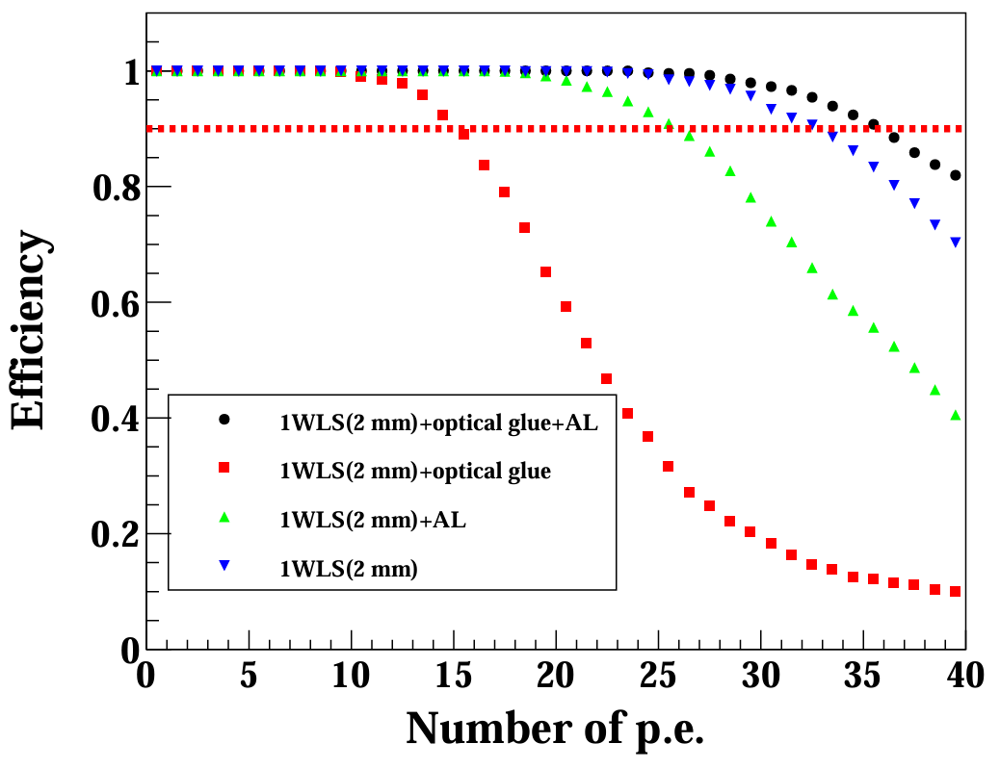 Efficiency
1
0.8
0.6
0.4
0.2
0
1WLS(2 mm)+optical glue+AL
1WLS(2 mm)+optical glue
1WLS(2 mm)+AL
1WLS(2 mm)
0 5 10 15 20 25 30 35 40
Number of p.e.